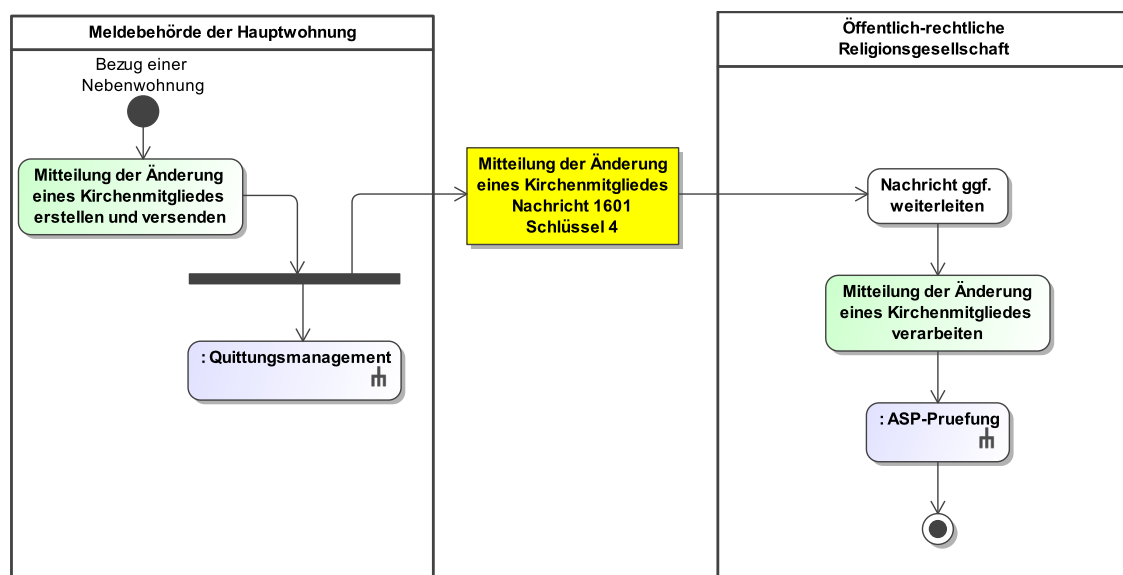 Meldebehörde der Hauptwohnung
Bezug einer
Nebenwohnung
Mitteilung der Änderung
eines Kirchenmitgliedes
erstellen und versenden
: Quittungsmanagement
Mitteilung der Änderung
eines Kirchenmitgliedes
Nachricht 1601
Schlüssel 4
Öffentlich-rechtliche
Religionsgesellschaft
Nachricht ggf.
weiterleiten
Mitteilung der Änderung
eines Kirchenmitgliedes
verarbeiten
: ASP-Pruefung